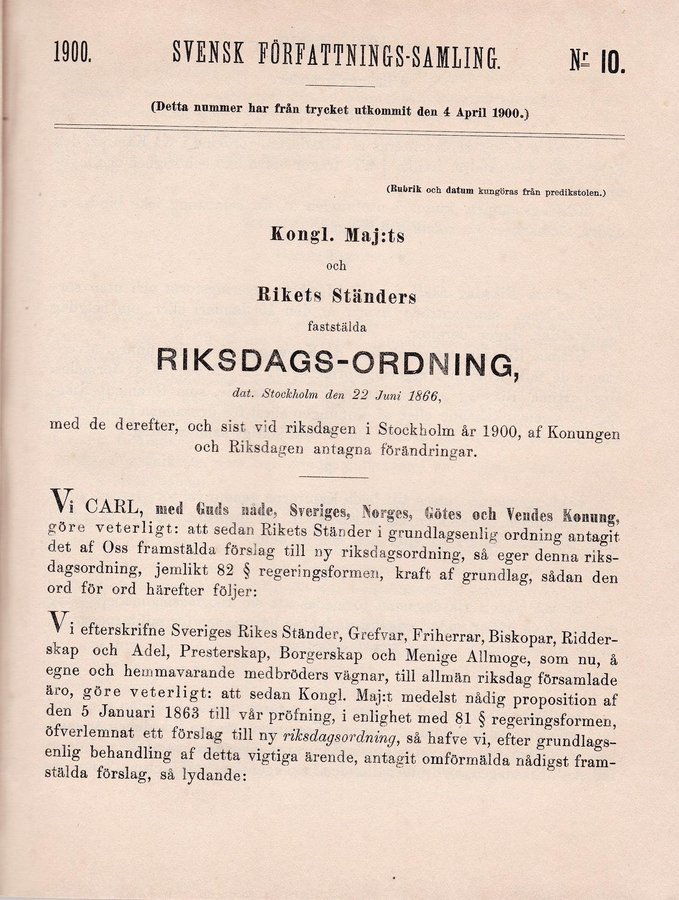 1900. SVENSK FÖRFATTNINGS-SAMLING. Nr 10.
(Detta nummer har från trycket utkommit den 4 April 1900.)
(Rubrik och datum kungöras från predikstolen.)
Kongl. Maj:ts
och
Rikets Ständers
faststälda
RIKSDAGS-ORDNING,
dat. Stockholm den 22 Juni 1866,
med de derefter, och sist vid riksdagen i Stockholm år 1900, af Konungen
och Riksdagen antagna förändringar.
Vi CARL, med Guds nåde, Sveriges, Norges, Götes och Vendes Konung,
göre veterligt: att sedan Rikets Ständer i grundlagsenlig ordning antagit
det af Oss framstälda förslag till ny riksdagsordning, så eger denna riks-
dagsordning, jemlikt 82 § regeringsformen, kraft af grundlag, sådan den
ord för ord härefter följer:
Vi efterskrifne Sveriges Rikes Ständer, Grefvar, Friherrar, Biskopar, Ridder-
skap och Adel, Presterskap, Borgerskap och Menige Allmoge, som nu, å
egne och hemmavarande medbröders vägnar, till allmän riksdag församlade
äro, göre veterligt: att sedan Kongl. Maj:t medelst nådig proposition af
den 5 Januari 1863 till vår pröfning, i enlighet med 81 § regeringsformen,
öfverlemnat ett förslag till ny riksdagsordning, så hafve vi, efter grundlags-
enlig behandling af detta vigtiga ärende, antagit omförmälda nådigst fram-
stälda förslag, så lydande: